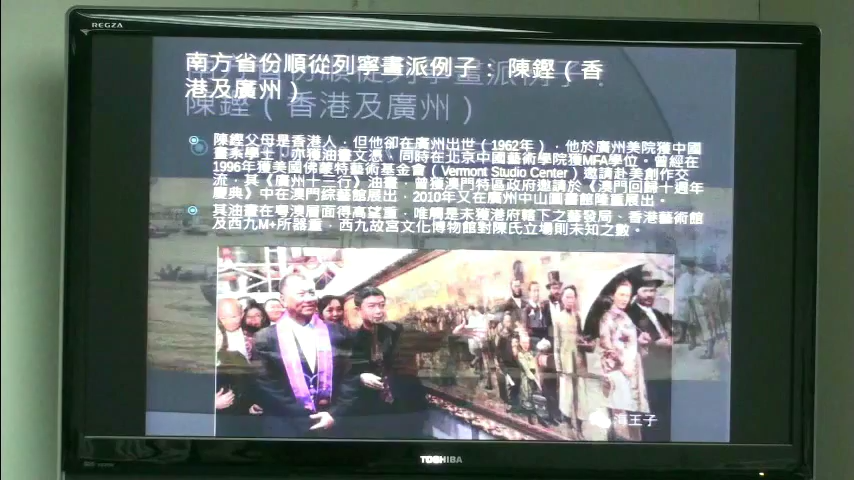 REGZA
南方省份順從列寧畫派例子：陳鏗（香
港及廣州）
陳鏗父母是香港人，但他卻在廣州出世（1962年），他於廣州美院獲中國
畫系學士，亦獲油畫文憑，同時在北京中國藝術學院獲MFA學位。曾經在
1996年獲美國佛蒙特藝術基金會（Vermont Studio Center）邀請赴美創作交
流，其《廣州十三行》油畫，曾獲澳門特區政府邀請於《澳門回歸十週年
慶典》中在澳門綜藝館展出，2010年又在廣州中山圖書館隆重展出。
其油畫在粵澳層面得高望重，唯獨是未獲港府轄下之藝發局、香港藝術館
及西九M+所器重，西九故宮文化博物館對陳氏立場則未知之數。
王子
TOSHIBA